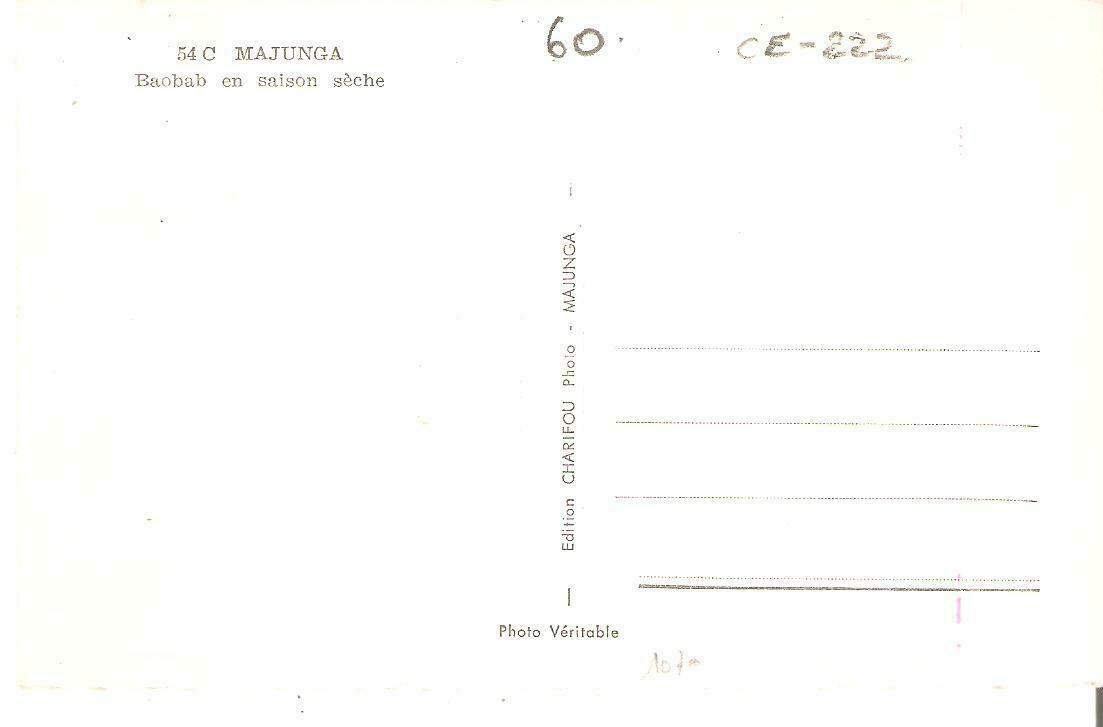 54 C MAJUNGA
Baobab en saison sèche
60.
CE-222
Edition CHARIFOU Photo - MAJUNGA
Photo Véritable